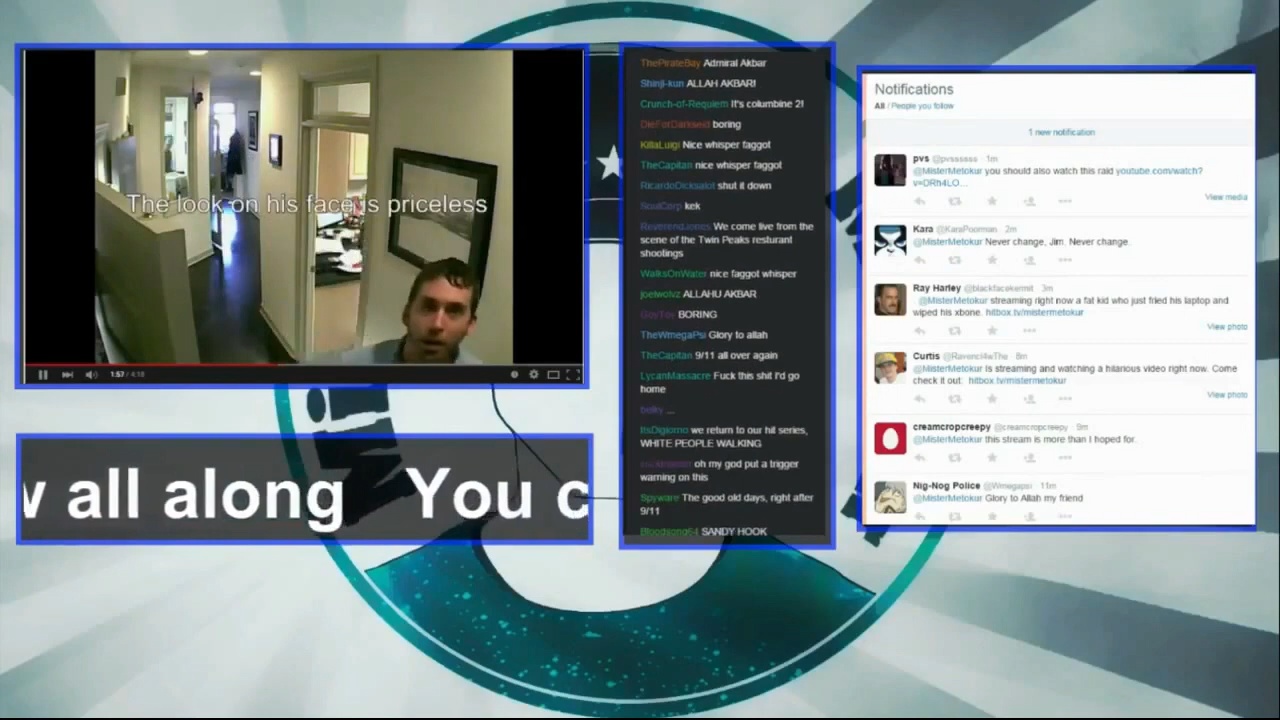 The look on his face is priceless
1:57 / 4:18
all along You c
ThePirateBay Admiral Akbar
Shinji-kun ALLAH AKBAR!
Crunch-of-Requiem It's columbine 2!
DieForDarkseid boring
KillaLuigi Nice whisper faggot
TheCapitan nice whisper faggot
RicardoDicksalot shut it down
SoulCorp kek
We come live from the
scene of the Twin Peaks resturant
shootings
WalksOnWater nice faggot whisper
joelwolvz ALLAHU AKBAR
BORING
TheWmegaPsi Glory to allah
TheCapitan 9/11 all over again
LycanMassacre Fuck this shit I'd go
home
...
ItsDigiorno we return to our hit series,
WHITE PEOPLE WALKING
oh my god put a trigger
warning on this
Spyware The good old days, right after
9/11
Bloodsong64 SANDY HOOK
Notifications
All / People you follow
1 new notification
pvs @pvssssss · 1m
@MisterMetokur you should also watch this raid youtube.com/watch?
v=DRh4LO...
View media
Kara @KaraPoorman · 2m
@MisterMetokur Never change, Jim. Never change.
Ray Harley @blackfacekermit · 3m
@MisterMetokur streaming right now a fat kid who just fried his laptop and
wiped his xbone. hitbox.tv/mistermetokur
View photo
Curtis @Ravenci4wThe · 8m
@MisterMetokur Is streaming and watching a hilarious video right now. Come
check it out: hitbox.tv/mistermetokur
View photo
creamcropcreepy @creamcropcreepy · 9m
@MisterMetokur this stream is more than I hoped for.
Nig-Nog Police @Wmegapsi · 11m
@MisterMetokur Glory to Allah my friend